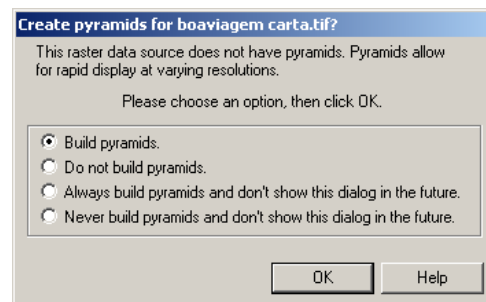 Create pyramids for boaviagem carta.tif?
This raster data source does not have pyramids. Pyramids allow
for rapid display at varying resolutions.
Please choose an option, then click OK.
Build pyramids.
Do not build pyramids.
Always build pyramids and don't show this dialog in the future.
Never build pyramids and don't show this dialog in the future.
OK Help